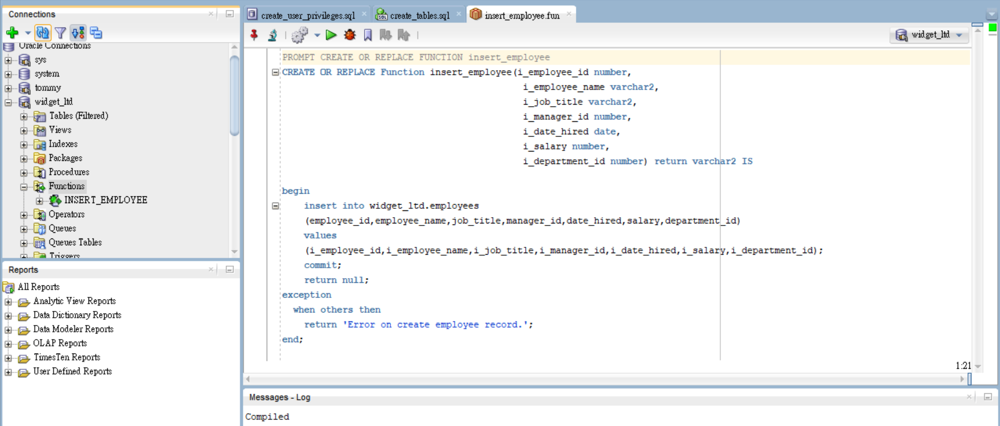 Connections
Oracle Connections
sys
system
tommy
widget_ltd
Tables (Filtered)
Views
Indexes
Packages
Procedures
Functions
INSERT_EMPLOYEE
Operators
Queues
Queues Tables
Triggers
Reports
All Reports
Analytic View Reports
Data Dictionary Reports
Data Modeler Reports
OLAP Reports
TimesTen Reports
User Defined Reports
create_user_privileges.sql
create_tables.sql
insert_employee.fun
widget_ltd
PROMPT CREATE OR REPLACE FUNCTION insert_employee
CREATE OR REPLACE Function insert_employee(i_employee_id number,
i_employee_name varchar2,
i_job_title varchar2,
i_manager_id number,
i_date_hired date,
i_salary number,
i_department_id number) return varchar2 IS
begin
insert into widget_ltd.employees
(employee_id,employee_name,job_title,manager_id,date_hired,salary,department_id)
values
(i_employee_id,i_employee_name,i_job_title,i_manager_id,i_date_hired,i_salary,i_department_id);
commit;
return null;
exception
when others then
return 'Error on create employee record.';
end;
1:21
Messages - Log
Compiled